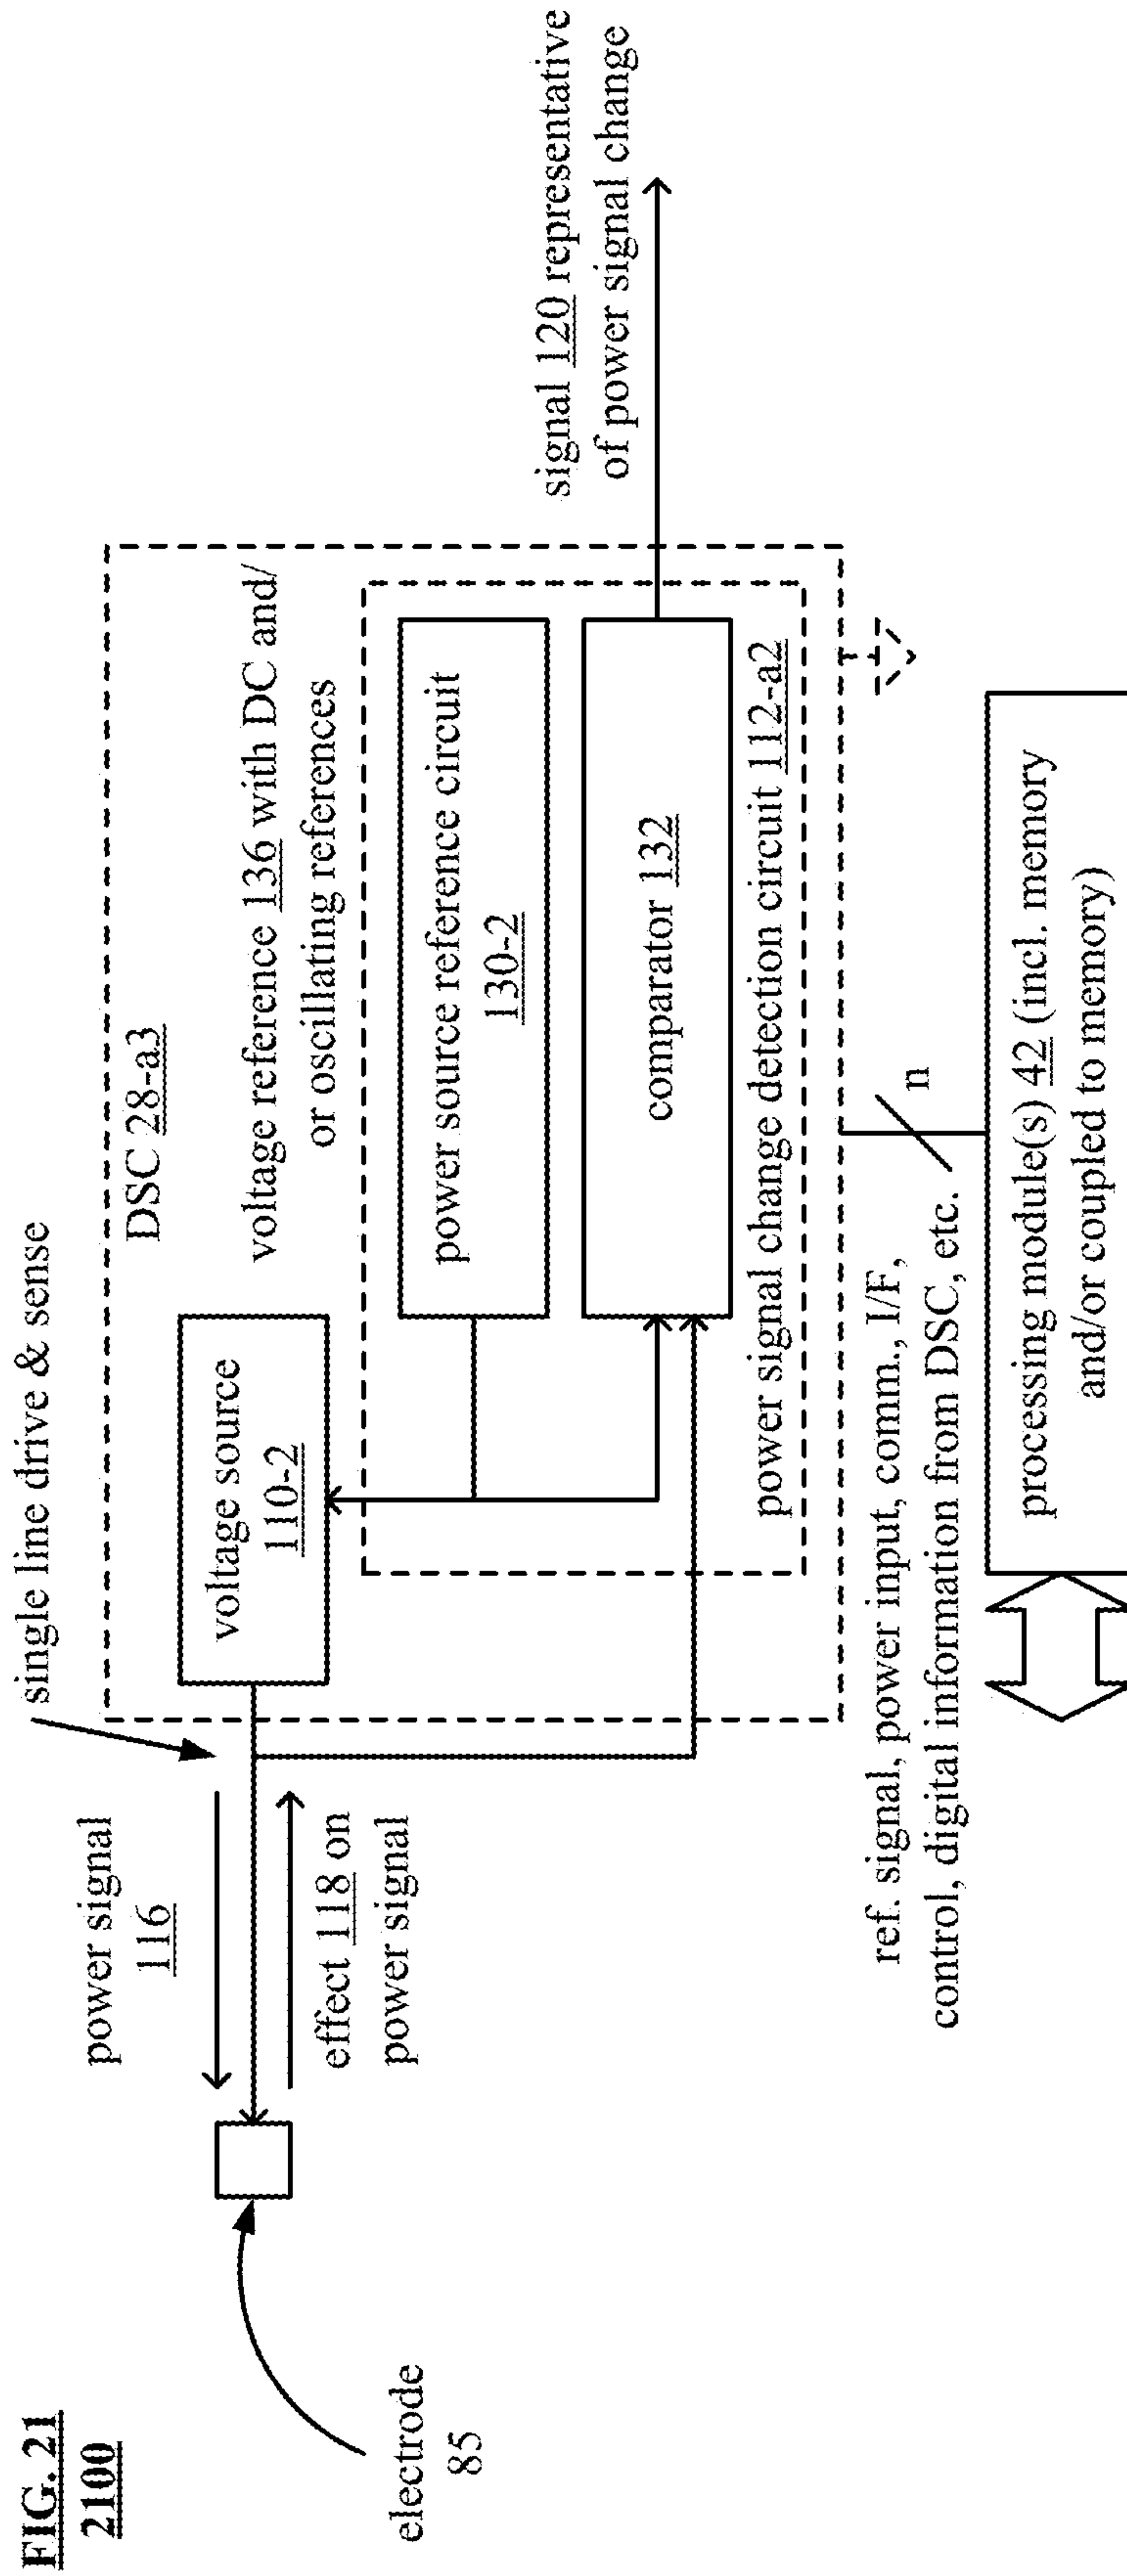 FIG. 21
2100
electrode
85
power signal
116
effect 118 on
power signal
single line drive & sense
DSC 28-a3
voltage source
110-2
voltage reference 136 with DC and/
or oscillating references
power source reference circuit
130-2
comparator 132
power signal change detection circuit 112-a2
signal 120 representative
of power signal change
ref. signal, power input, comm., I/F,
control, digital information from DSC, etc.
n
processing module(s) 42 (incl. memory
and/or coupled to memory)